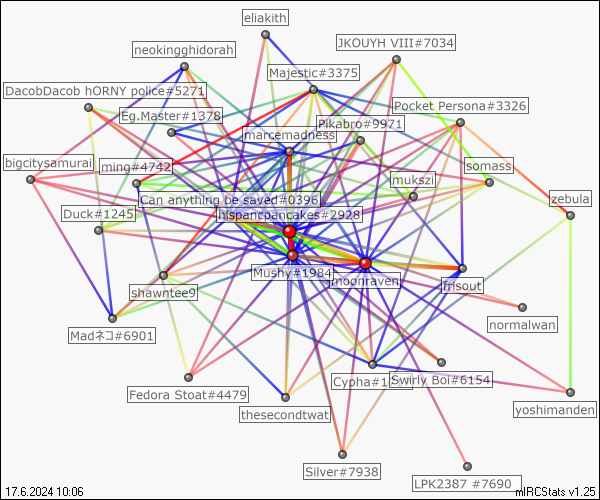 eliakith
neokingghidorah
JKOUYH VIII#7034
Majestic#3375
DacobDacob hORNY police#5271
Pocket Persona#3326
Eg.Master#1378
Pikabro#9971
marcemadness
bigcitysamurai
ming#4742
somass
mukszi
zebula
Can anything be saved#0396
Duck#1245
hispanopancakes#2928
Mushy#1984
moonraven
frisout
shawntee9
normalwan
Madネコ#6901
Cypha#1
Swirly Boi#6154
Fedora Stoat#4479
thesecondtwat
yoshimanden
Silver#7938
LPK2387 #7690
17.6.2024 10:06
mIRCStats v1.25